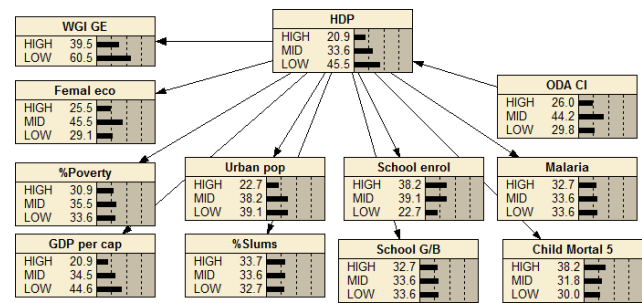 WGI GE
HIGH 39.5
LOW 60.5
HDP
HIGH 20.9
MID 33.6
LOW 45.5
Femal eco
HIGH 25.5
MID 45.5
LOW 29.1
ODA CI
HIGH 26.0
MID 44.2
LOW 29.8
%Poverty
HIGH 30.9
MID 35.5
LOW 33.6
Urban pop
HIGH 22.7
MID 38.2
LOW 39.1
School enrol
HIGH 38.2
MID 39.1
LOW 22.7
Malaria
HIGH 32.7
MID 33.6
LOW 33.6
GDP per cap
HIGH 20.9
MID 34.5
LOW 44.6
%Slums
HIGH 33.7
MID 33.6
LOW 32.7
School G/B
HIGH 32.7
MID 33.6
LOW 33.6
Child Mortal 5
HIGH 38.2
MID 31.8
LOW 30.0